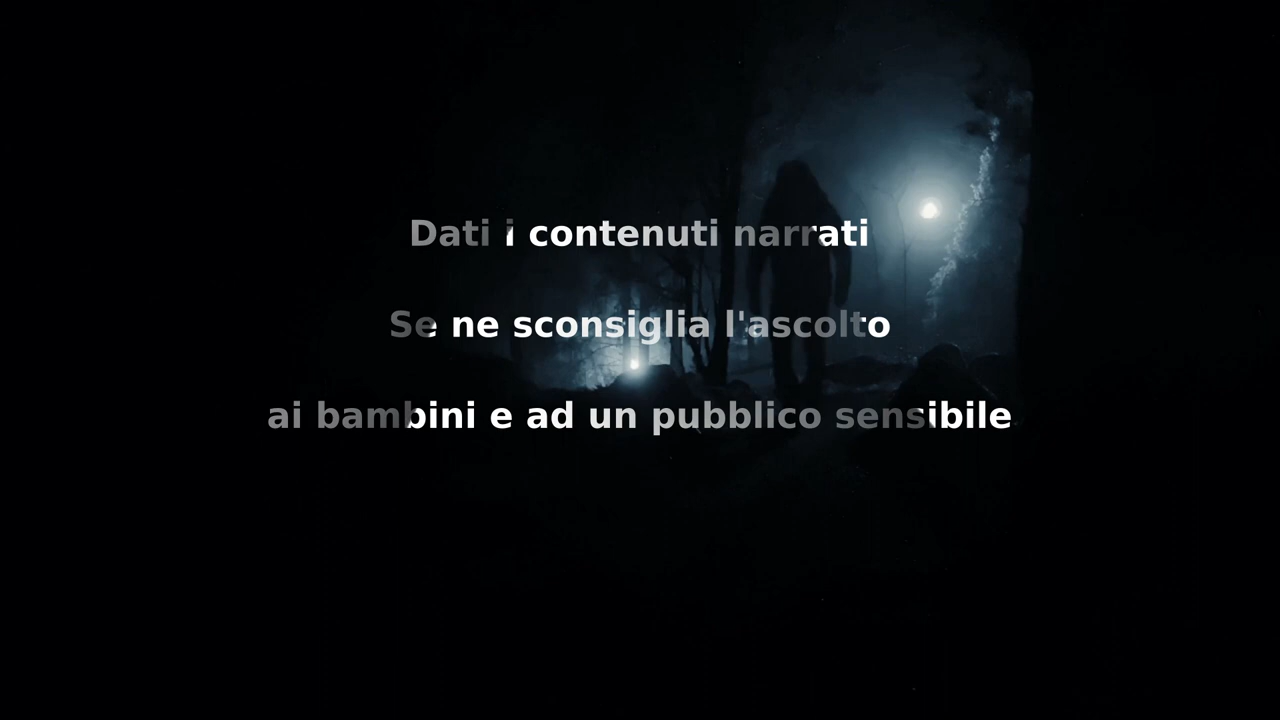 Dati i contenuti narrati
Se ne sconsiglia l'ascolto
ai bambini e ad un pubblico sensibile